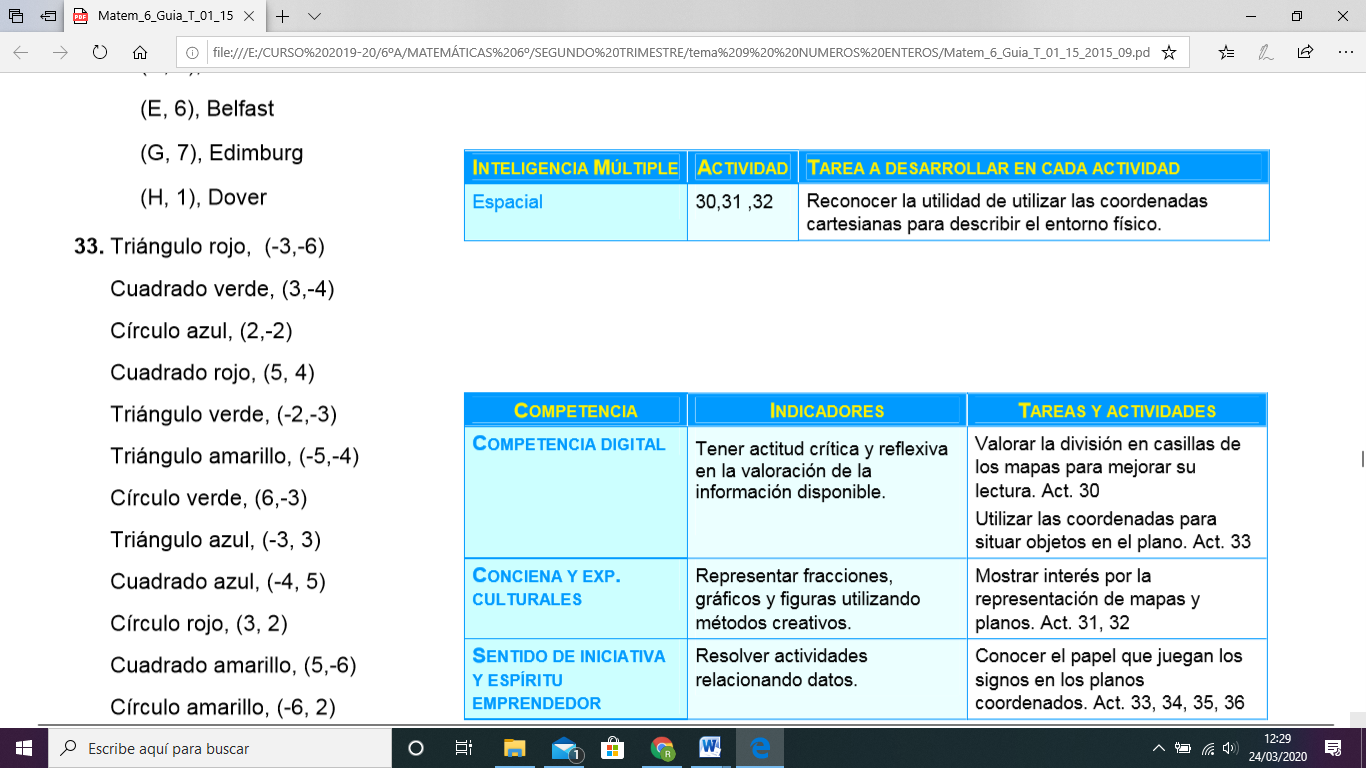 Matem_6_Guia_T_01_15
file:///E:/CURSO%202019-20/6ºA/MATEMÁTICAS%206º/SEGUNDO%20TRIMESTRE/tema%209%20%20NUMEROS%20ENTEROS/Matem_6_Guia_T_01_15_2015_09.pd
(E, 6), Belfast
(G, 7), Edimburg
(H, 1), Dover
33. Triángulo rojo, (-3,-6)
Cuadrado verde, (3,-4)
Círculo azul, (2,-2)
Cuadrado rojo, (5, 4)
Triángulo verde, (-2,-3)
Triángulo amarillo, (-5,-4)
Círculo verde, (6,-3)
Triángulo azul, (-3, 3)
Cuadrado azul, (-4, 5)
Círculo rojo, (3, 2)
Cuadrado amarillo, (5,-6)
Círculo amarillo, (-6, 2)
INTELIGENCIA MÚLTIPLE ACTIVIDAD TAREA A DESARROLLAR EN CADA ACTIVIDAD
Espacial 30,31 ,32 Reconocer la utilidad de utilizar las coordenadas
cartesianas para describir el entorno físico.
COMPETENCIA INDICADORES TAREAS Y ACTIVIDADES
COMPETENCIA DIGITAL
Tener actitud crítica y reflexiva
en la valoración de la
información disponible.
Valorar la división en casillas de
los mapas para mejorar su
lectura. Act. 30
Utilizar las coordenadas para
situar objetos en el plano. Act. 33
CONCIENA Y EXP.
CULTURALES
Representar fracciones,
gráficos y figuras utilizando
métodos creativos.
Mostrar interés por la
representación de mapas y
planos. Act. 31, 32
SENTIDO DE INICIATIVA
Y ESPÍRITU
EMPRENDEDOR
Resolver actividades
relacionando datos.
Conocer el papel que juegan los
signos en los planos
coordenados. Act. 33, 34, 35, 36
Escribe aquí para buscar
1
12:29
24/03/2020